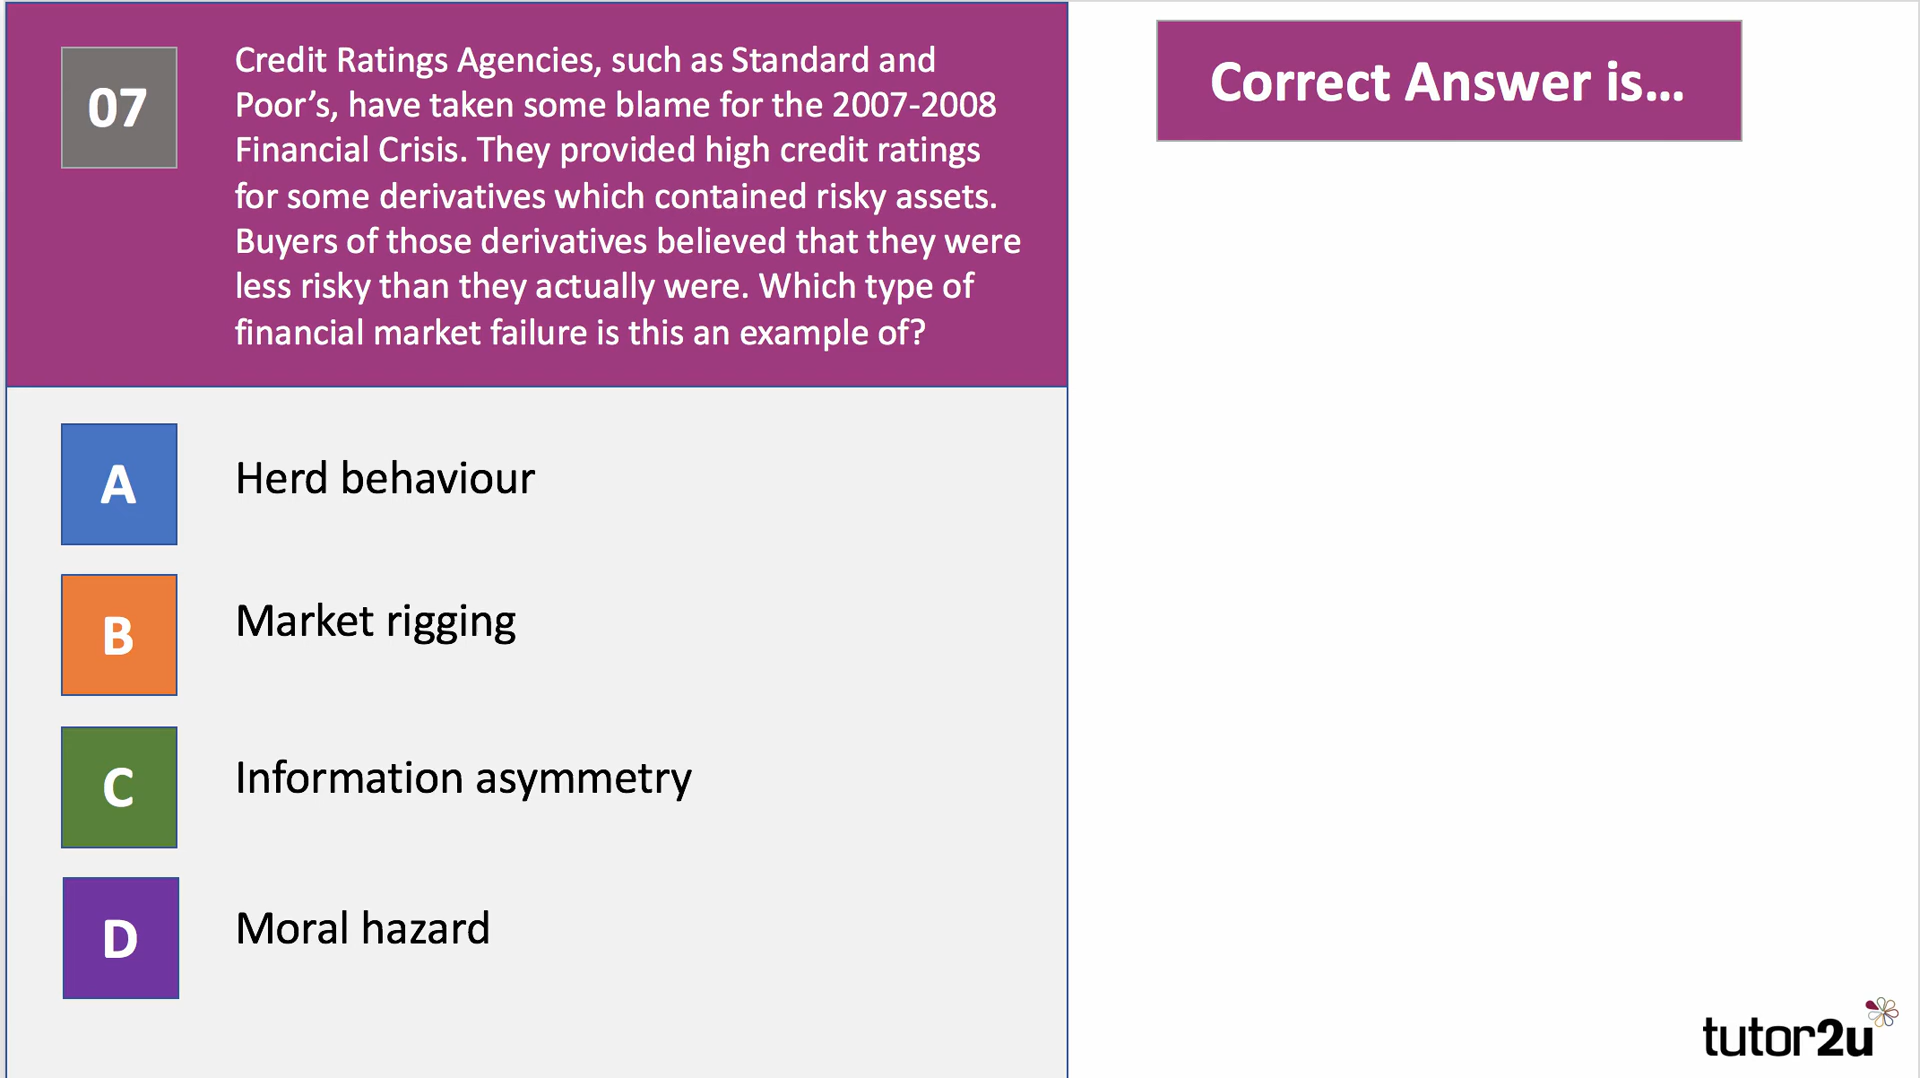 07
Credit Ratings Agencies, such as Standard and
Poor’s, have taken some blame for the 2007-2008
Financial Crisis. They provided high credit ratings
for some derivatives which contained risky assets.
Buyers of those derivatives believed that they were
less risky than they actually were. Which type of
financial market failure is this an example of?
A Herd behaviour
B Market rigging
C Information asymmetry
D Moral hazard
Correct Answer is...
tutor2u